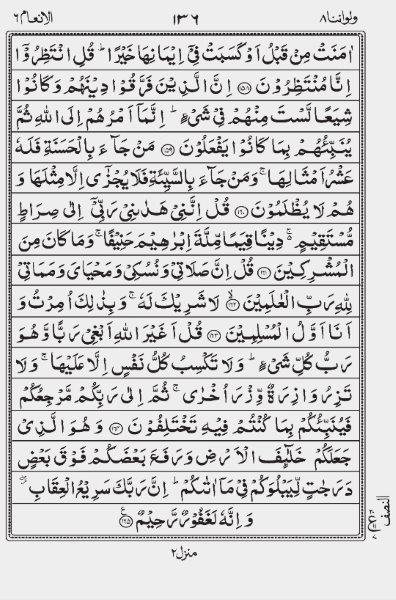 ولواننا ٨ ١٣٦ الانعام ٦
اٰمَنَتْ مِنْ قَبْلُ اَوْ كَسَبَتْ فِيْۤ اِيْمَانِهَا خَيْرًا ؕ قُلِ انْتَظِرُوْۤا
اِنَّا مُنْتَظِرُوْنَ ﴿١٥٨﴾ اِنَّ الَّذِيْنَ فَرَّقُوْا دِيْنَهُمْ وَكَانُوْا
شِيَعًا لَّسْتَ مِنْهُمْ فِيْ شَيْءٍ ؕ اِنَّمَاۤ اَمْرُهُمْ اِلَى اللّٰهِ ثُمَّ
يُنَبِّئُهُمْ بِمَا كَانُوْا يَفْعَلُوْنَ ﴿١٥٩﴾ مَنْ جَآءَ بِالْحَسَنَةِ فَلَهٗ
عَشْرُ اَمْثَالِهَا ۚ وَمَنْ جَآءَ بِالسَّيِّئَةِ فَلَا يُجْزٰۤى اِلَّا مِثْلَهَا وَ
هُمْ لَا يُظْلَمُوْنَ ﴿١٦٠﴾ قُلْ اِنَّنِيْ هَدٰىنِيْ رَبِّيْۤ اِلٰى صِرَاطٍ
مُّسْتَقِيْمٍ ۚ دِيْنًا قِيَمًا مِّلَّةَ اِبْرٰهِيْمَ حَنِيْفًا ۚ وَمَا كَانَ مِنَ
الْمُشْرِكِيْنَ ﴿١٦١﴾ قُلْ اِنَّ صَلَاتِيْ وَنُسُكِيْ وَمَحْيَايَ وَمَمَاتِيْ
لِلّٰهِ رَبِّ الْعٰلَمِيْنَ ﴿١٦٢﴾ لَا شَرِيْكَ لَهٗ ۚ وَبِذٰلِكَ اُمِرْتُ وَ
اَنَا اَوَّلُ الْمُسْلِمِيْنَ ﴿١٦٣﴾ قُلْ اَغَيْرَ اللّٰهِ اَبْغِيْ رَبًّا وَّهُوَ
رَبُّ كُلِّ شَيْءٍ ؕ وَلَا تَكْسِبُ كُلُّ نَفْسٍ اِلَّا عَلَيْهَا ۚ وَلَا
تَزِرُ وَازِرَةٌ وِّزْرَ اُخْرٰى ۚ ثُمَّ اِلٰى رَبِّكُمْ مَّرْجِعُكُمْ
فَيُنَبِّئُكُمْ بِمَا كُنْتُمْ فِيْهِ تَخْتَلِفُوْنَ ﴿١٦٤﴾ وَهُوَ الَّذِيْ
جَعَلَكُمْ خَلٰٓئِفَ الْاَرْضِ وَرَفَعَ بَعْضَكُمْ فَوْقَ بَعْضٍ
دَرَجٰتٍ لِّيَبْلُوَكُمْ فِيْ مَاۤ اٰتٰىكُمْ ؕ اِنَّ رَبَّكَ سَرِيْعُ الْعِقَابِ ۖ
وَاِنَّهٗ لَغَفُوْرٌ رَّحِيْمٌ ﴿١٦٥﴾
النصف
منزل ٢